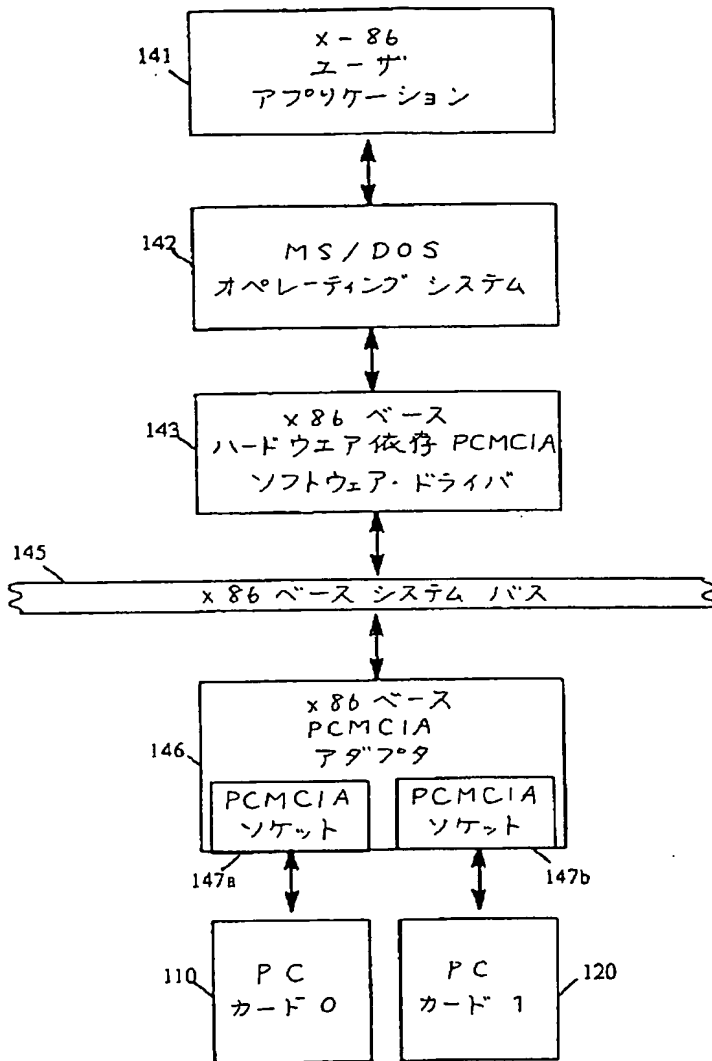 x-86
141
ユーザ
アプリケーション
142
MS/DOS
オペレーティング システム
x86 ベース
143
ハードウエア依存 PCMCIA
ソフトウェア・ドライバ
145
x86 ベース システム バス
x86 ベース
PCMCIA
146
アダプタ
PCMCIA PCMCIA
ソケット ソケット
147a 147b
110 PC PC 120
カード 0 カード 1